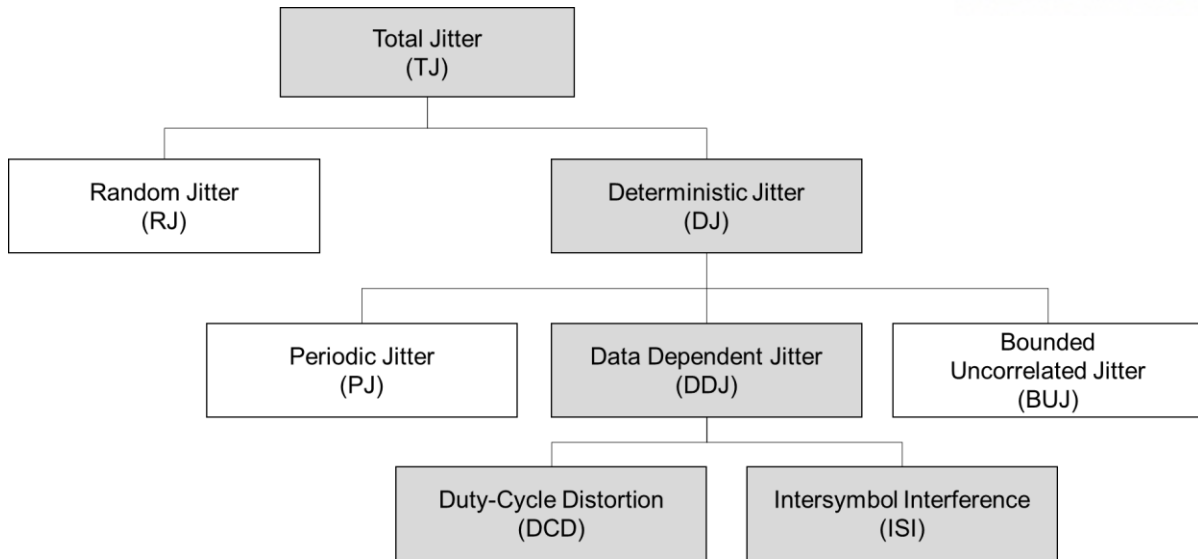 Total Jitter
(TJ)
Random Jitter
(RJ)
Deterministic Jitter
(DJ)
Periodic Jitter
(PJ)
Data Dependent Jitter
(DDJ)
Bounded
Uncorrelated Jitter
(BUJ)
Duty-Cycle Distortion
(DCD)
Intersymbol Interference
(ISI)